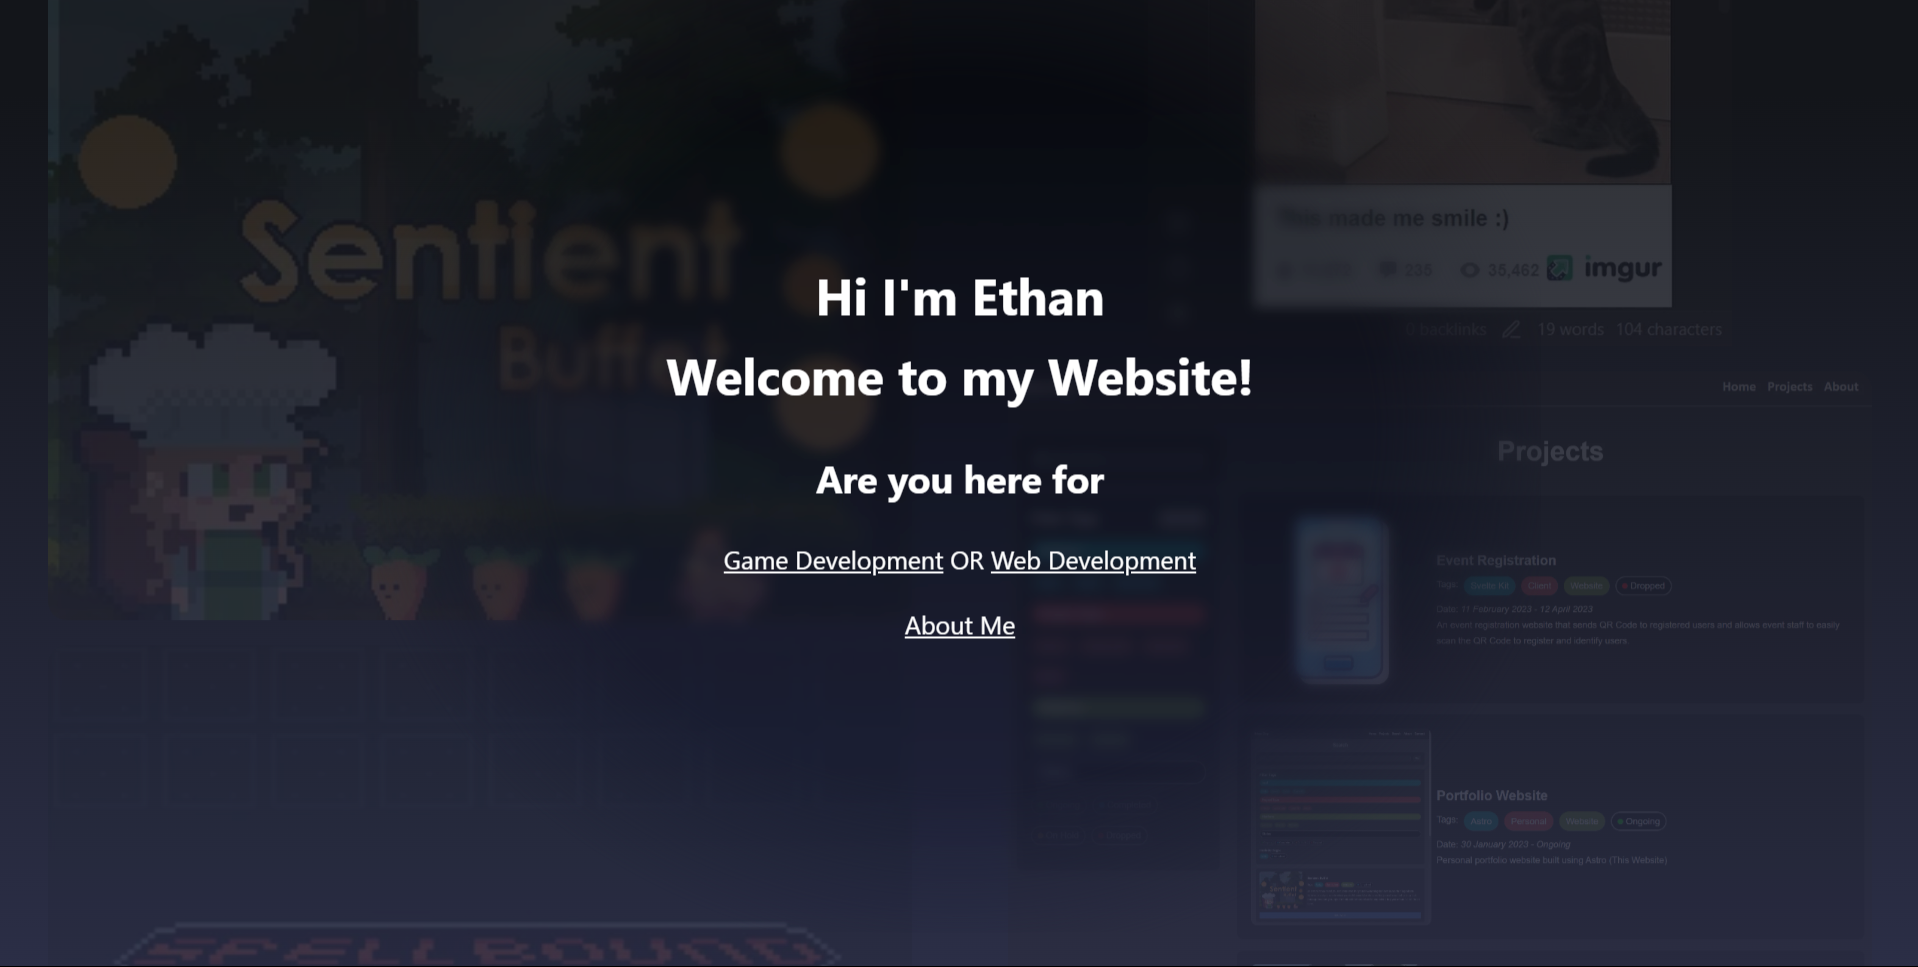 Sentient
Buffet
Hi I'm Ethan
Welcome to my Website!
Are you here for
Game Development OR Web Development
About Me
This made me smile :)
235 35,462 imgur
0 backlinks 19 words 104 characters
Home Projects About
Projects
Event Registration
Tags: Svelte Kit Client Website Dropped
Date: 11 February 2023 - 12 April 2023
An event registration website that sends QR Code to registered users and allows event staff to easily
scan the QR Code to register and identify users.
Portfolio Website
Tags: Astro Personal Website Ongoing
Date: 30 January 2023 - Ongoing
Personal portfolio website built using Astro (This Website)
SPELLBOUND